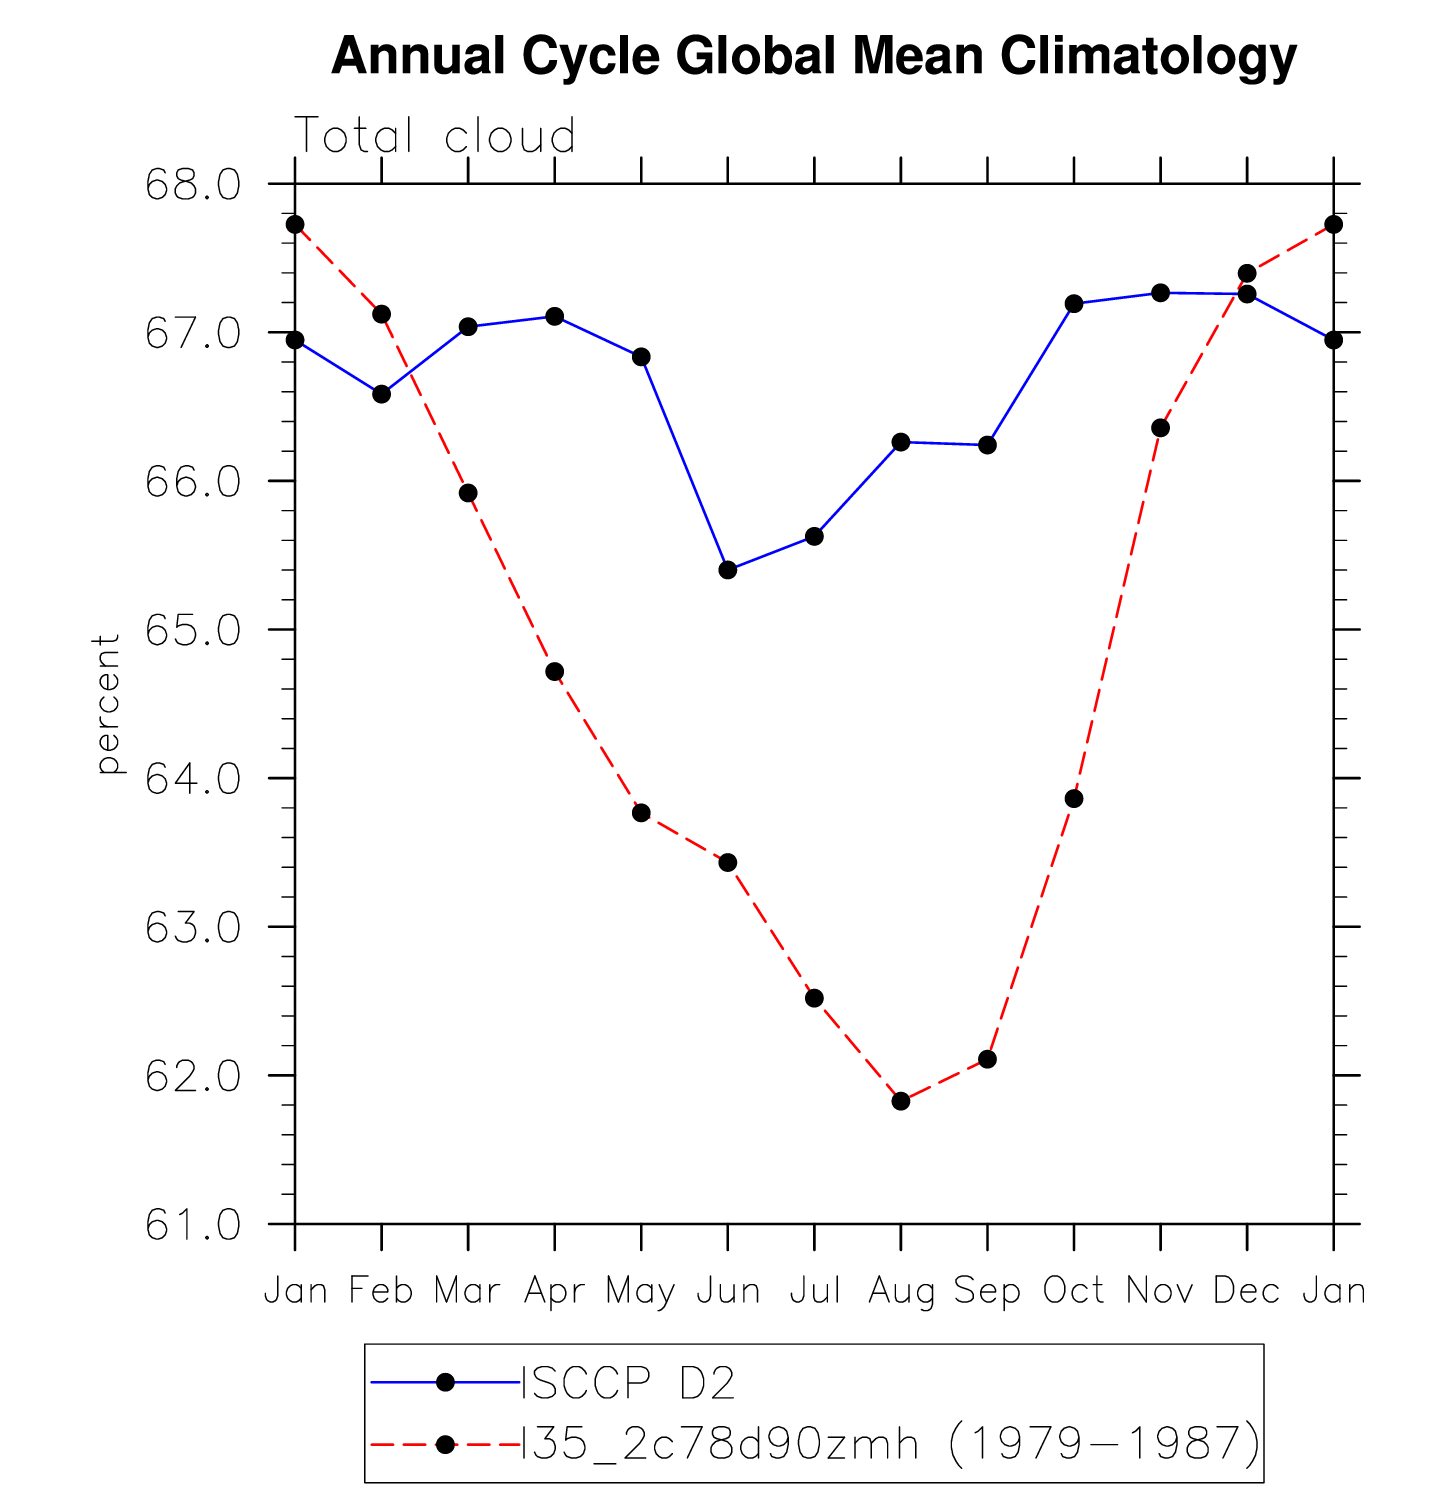 Annual Cycle Global Mean Climatology
Total cloud
68.0
67.0
66.0
65.0
64.0
63.0
62.0
61.0
percent
Jan Feb Mar Apr May Jun Jul Aug Sep Oct Nov Dec Jan
ISCCP D2
I35_2c78d90zmh (1979-1987)